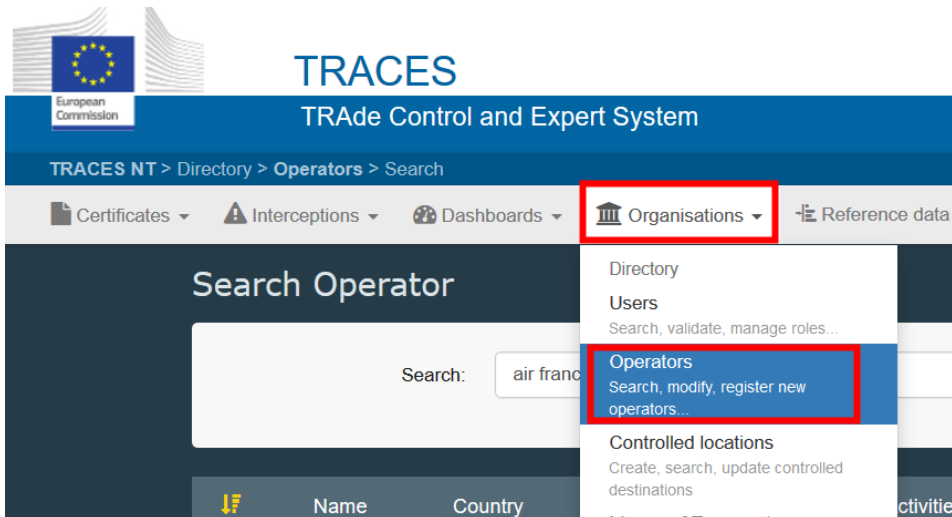 TRACES
European
Commission
TRAde Control and Expert System
TRACES NT > Directory > Operators > Search
Certificates Interceptions Dashboards Organisations Reference data
Search Operator
Directory
Users
Search, validate, manage roles...
Search: air franc
Operators
Search, modify, register new
operators...
Controlled locations
Create, search, update controlled
destinations
Name Country